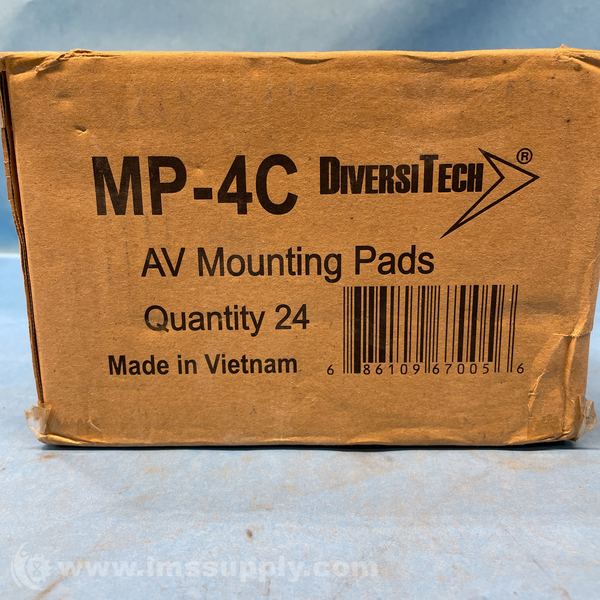 MP-4C DIVERSITECH®
AV Mounting Pads
Quantity 24
Made in Vietnam
6 86109 67005 6
www.imssupply.com